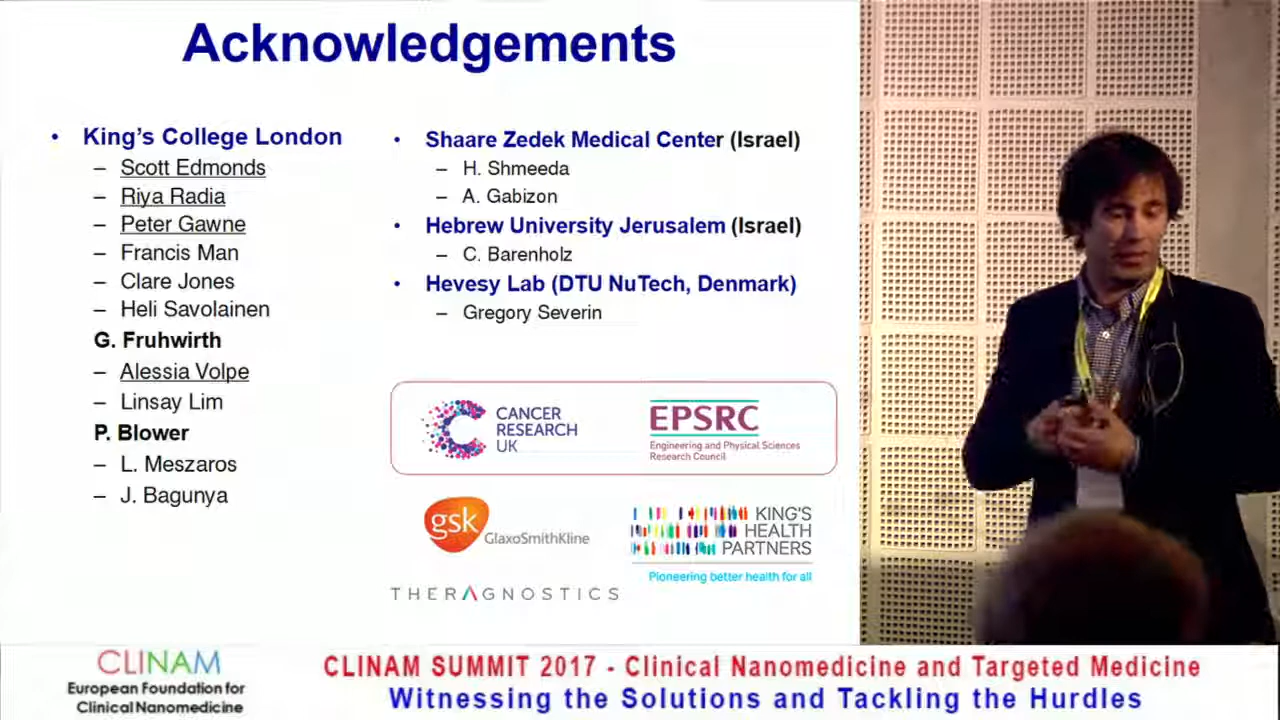 Acknowledgements
• King's College London
– Scott Edmonds
– Riya Radia
– Peter Gawne
– Francis Man
– Clare Jones
– Heli Savolainen
G. Fruhwirth
– Alessia Volpe
– Linsay Lim
P. Blower
– L. Meszaros
– J. Bagunya
• Shaare Zedek Medical Center (Israel)
– H. Shmeeda
– A. Gabizon
• Hebrew University Jerusalem (Israel)
– C. Barenholz
• Hevesy Lab (DTU NuTech, Denmark)
– Gregory Severin
CANCER
RESEARCH
UK
EPSRC
Engineering and Physical Sciences
Research Council
gsk
GlaxoSmithKline
KING'S
HEALTH
PARTNERS
Pioneering better health for all
THERAGNOSTICS
CLINAM
European Foundation for
Clinical Nanomedicine
CLINAM SUMMIT 2017 - Clinical Nanomedicine and Targeted Medicine
Witnessing the Solutions and Tackling the Hurdles